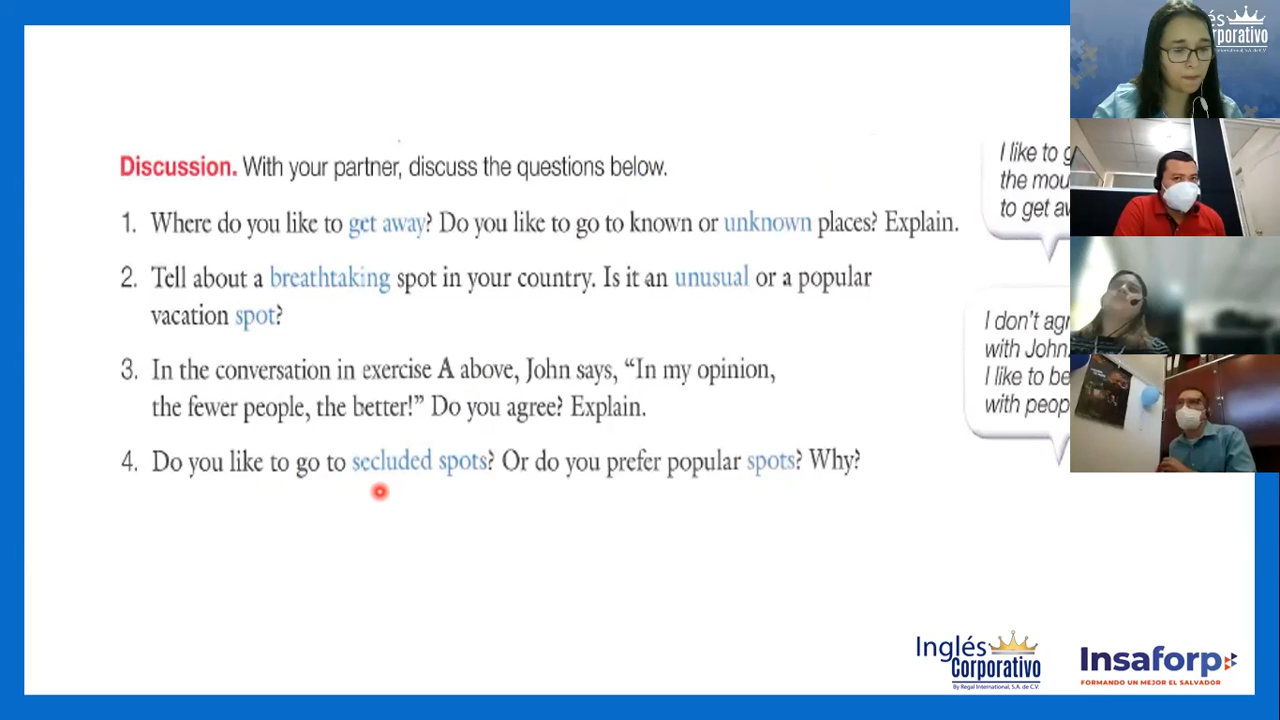 Discussion. With your partner, discuss the questions below.
1. Where do you like to get away? Do you like to go to known or unknown places? Explain.
2. Tell about a breathtaking spot in your country. Is it an unusual or a popular
vacation spot?
3. In the conversation in exercise A above, John says, “In my opinion,
the fewer people, the better!” Do you agree? Explain.
4. Do you like to go to secluded spots? Or do you prefer popular spots? Why?
I like to g
the mou
to get aw
I don't agr
with John.
I like to be
with peop
és
rporativo
Inglés
Corporativo
By Regal International, S.A. de C.V.
Insaforp
FORMANDO UN MEJOR EL SALVADOR